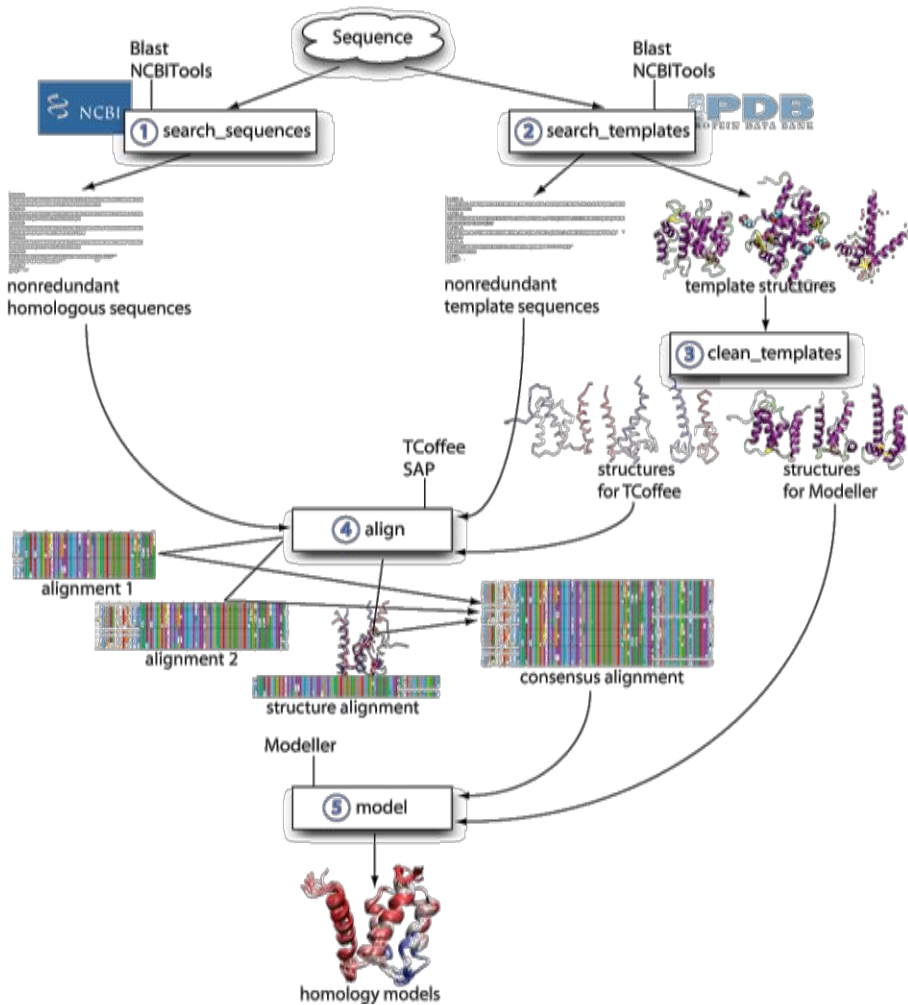 Sequence
Blast
NCBITools
Blast
NCBITools
NCBI
PDB
PROTEIN DATA BANK
1 search_sequences
2 search_templates
nonredundant
homologous sequences
nonredundant
template sequences
template structures
3 clean_templates
structures
for TCoffee
structures
for Modeller
TCoffee
SAP
4 align
alignment 1
alignment 2
structure alignment
consensus alignment
Modeller
5 model
homology models